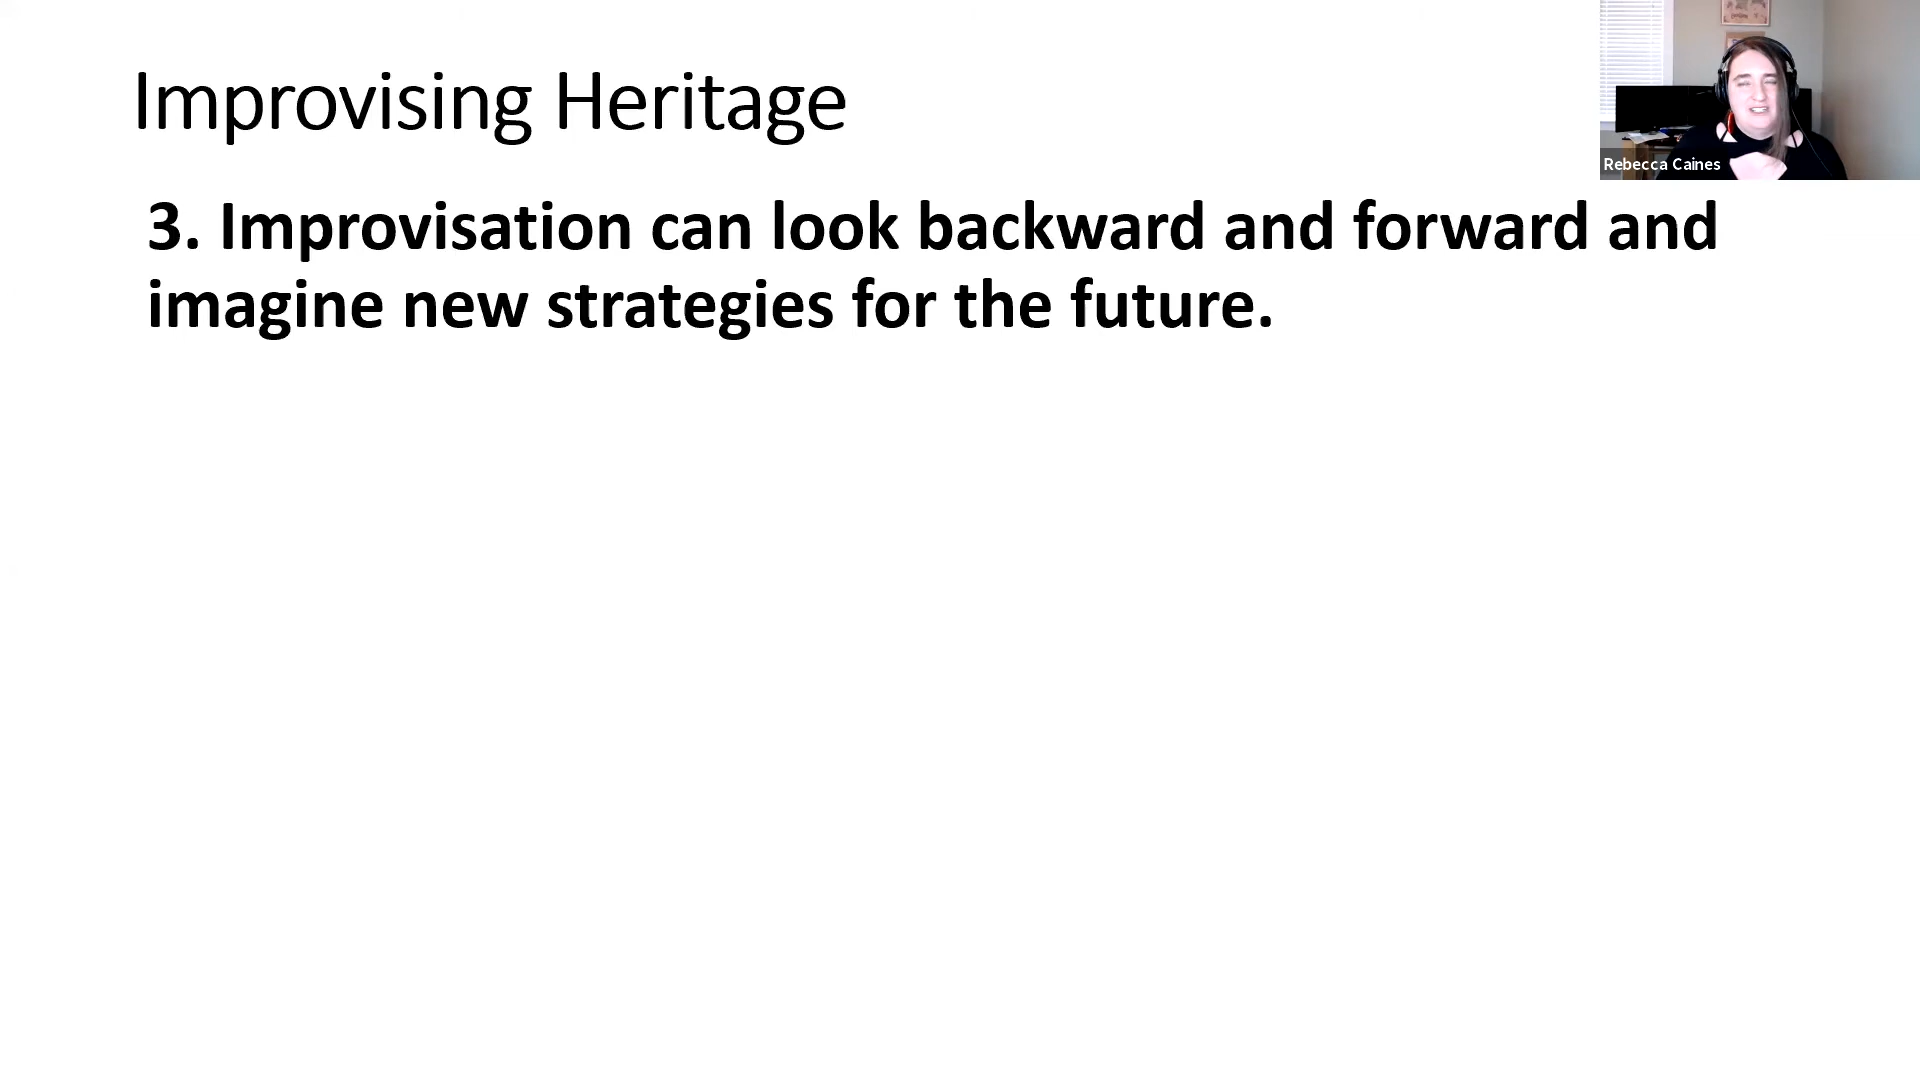 Improvising Heritage
Rebecca Caines
3. Improvisation can look backward and forward and
imagine new strategies for the future.